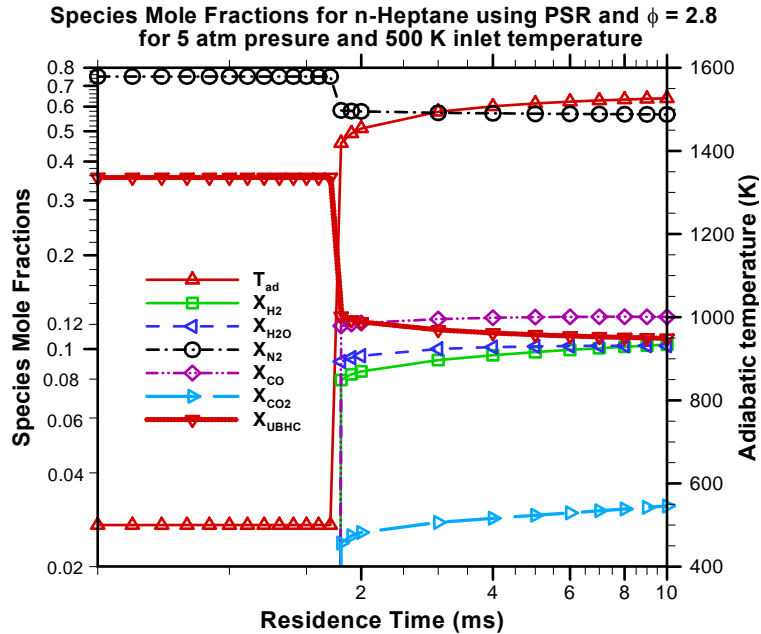 Species Mole Fractions for n-Heptane using PSR and ϕ = 2.8
for 5 atm presure and 500 K inlet temperature
Species Mole Fractions
0.8
0.7
0.6
0.5
0.4
0.3
0.2
0.12
0.1
0.08
0.06
0.04
0.02
T_ad
X_H2
X_H2O
X_N2
X_CO
X_CO2
X_UBHC
1600
1400
1200
1000
800
600
400
Adiabatic temperature (K)
2 4 6 8 10
Residence Time (ms)